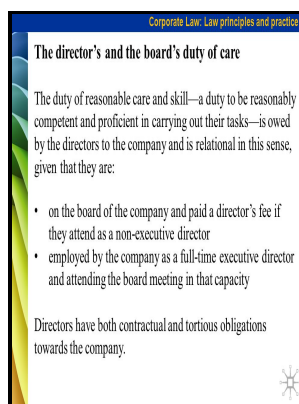 Corporate Law: Law principles and practice
The director's and the board's duty of care
The duty of reasonable care and skill—a duty to be reasonably
competent and proficient in carrying out their tasks—is owed
by the directors to the company and is relational in this sense,
given that they are:
• on the board of the company and paid a director's fee if
they attend as a non-executive director
• employed by the company as a full-time executive director
and attending the board meeting in that capacity
Directors have both contractual and tortious obligations
towards the company.